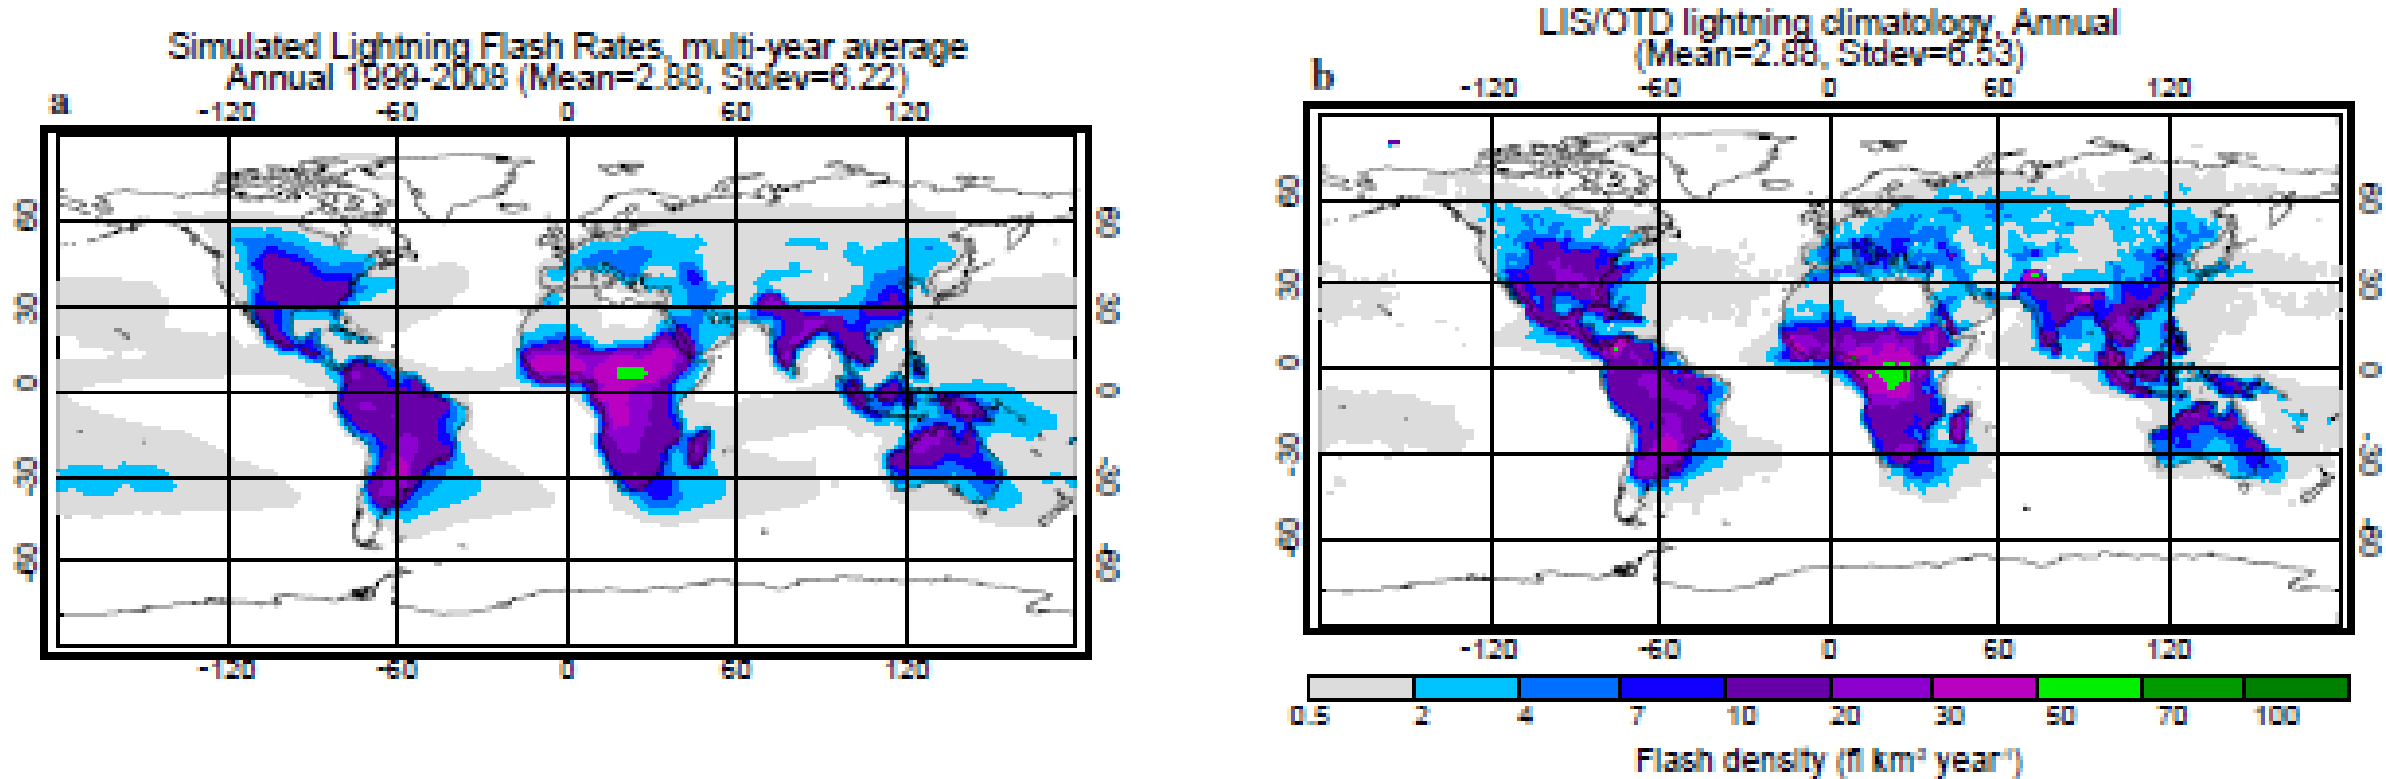 Simulated Lightning Flash Rates, multi-year average
Annual 1999-2008 (Mean=2.88, Stdev=6.22)
a
-120 -60 0 60 120
60 60
30 30
0 0
-30 -30
-60 -60
-120 -60 0 60 120
LIS/OTD lightning climatology, Annual
(Mean=2.88, Stdev=6.53)
b
-120 -60 0 60 120
60 60
30 30
0 0
-30 -30
-60 -60
-120 -60 0 60 120
0.5 2 4 7 10 20 30 50 70 100
Flash density (fl km² year⁻¹)